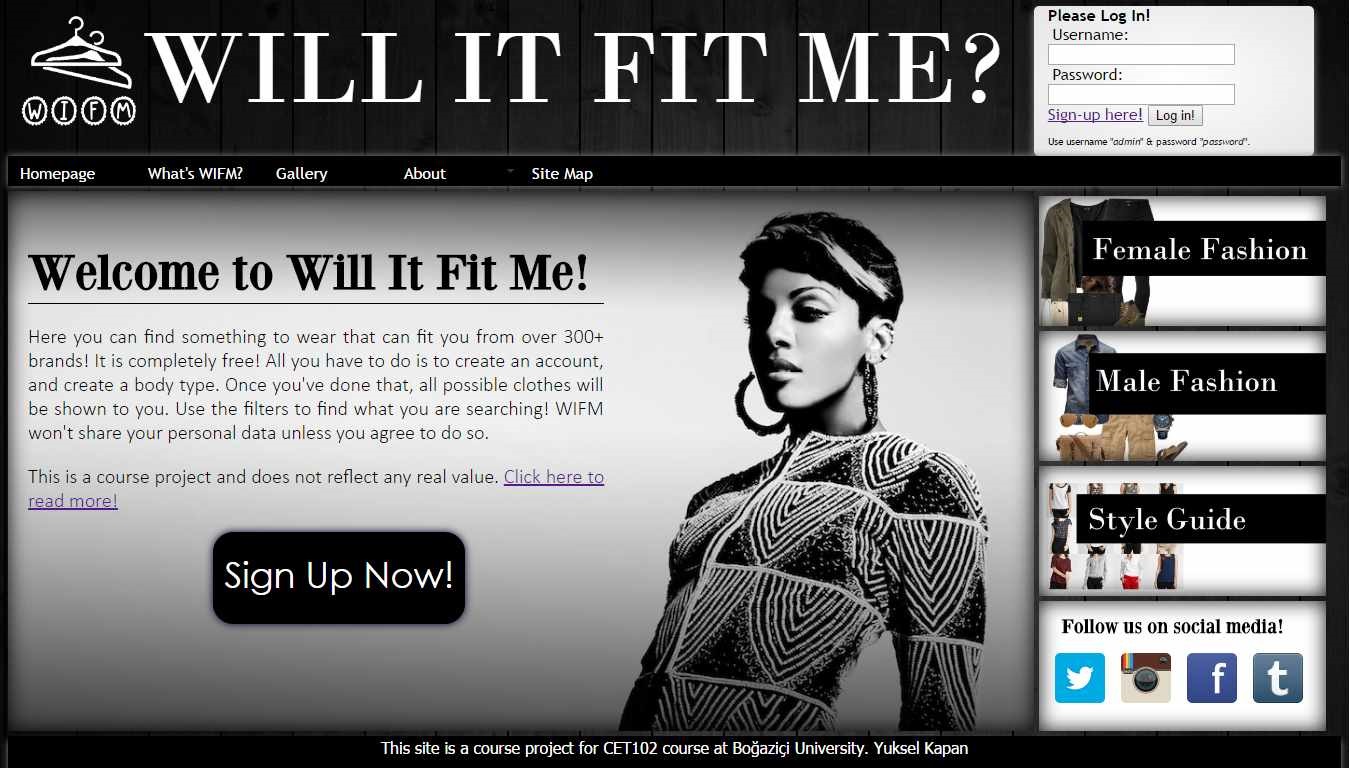 WIFM
WILL IT FIT ME?
Please Log In!
Username:
Password:
Sign-up here! Log in!
Use username "admin" & password "password".
Homepage What's WIFM? Gallery About Site Map
Welcome to Will It Fit Me!
Here you can find something to wear that can fit you from over 300+
brands! It is completely free! All you have to do is to create an account,
and create a body type. Once you've done that, all possible clothes will
be shown to you. Use the filters to find what you are searching! WIFM
won't share your personal data unless you agree to do so.
This is a course project and does not reflect any real value. Click here to
read more!
Sign Up Now!
Female Fashion
Male Fashion
Style Guide
Follow us on social media!
f t
This site is a course project for CET102 course at Boğaziçi University. Yuksel Kapan